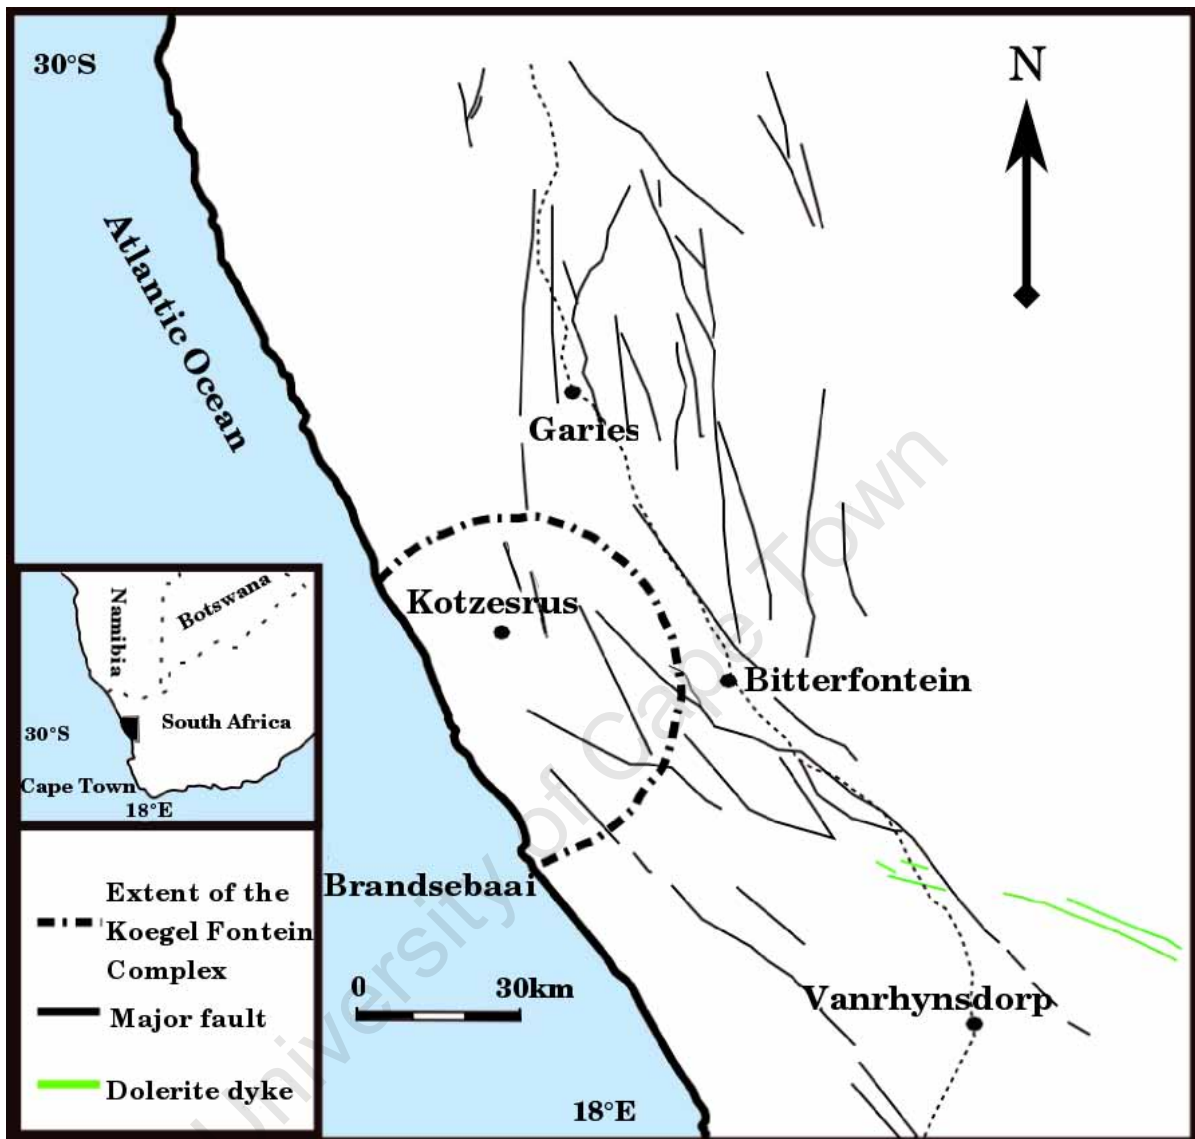 30°S
N
Atlantic Ocean
Garies
Kotzesrus
Bitterfontein
Namibia
Botswana
South Africa
30°S
Cape Town
18°E
Brandsebaai
Extent of the
Koegel Fontein
Complex
Major fault
Dolerite dyke
0 30km
Vanrhynsdorp
18°E
University of Cape Town